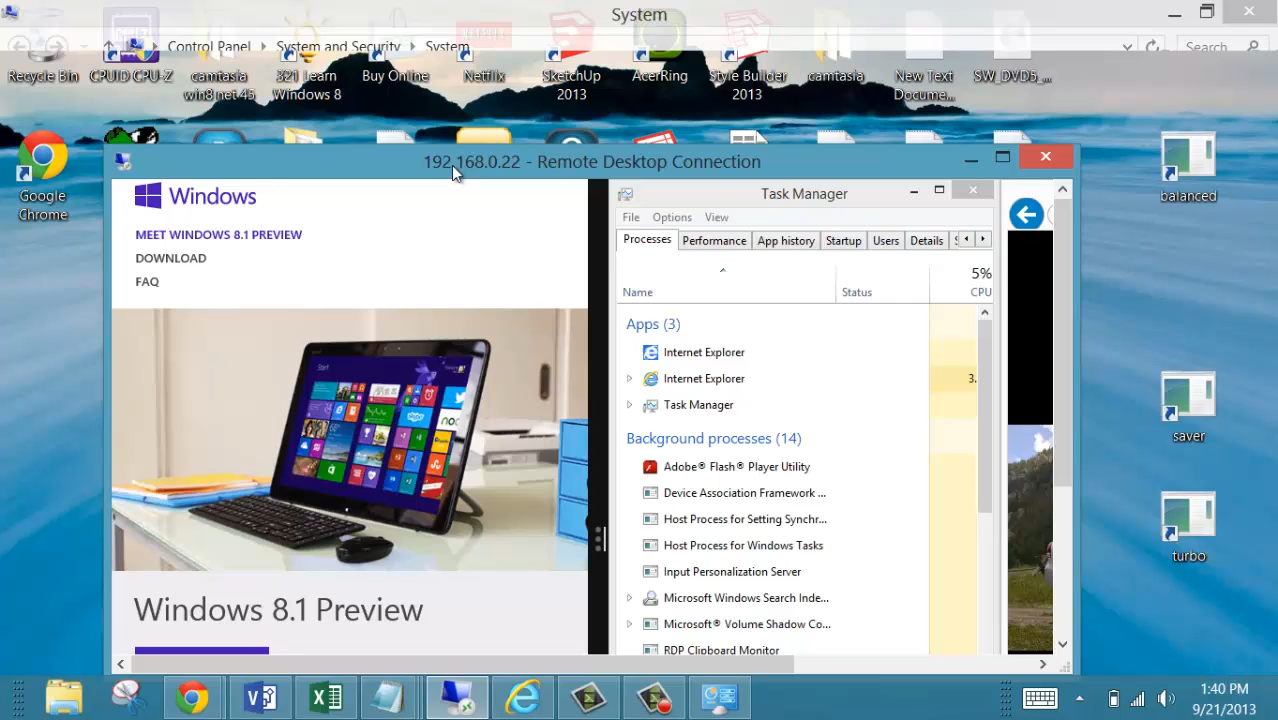 System
Control Panel System and Security System
Search
Recycle Bin
CPUID CPU-Z
camtasia
win8 net 45
321 learn
Windows 8
Buy Online
Netflix
SketchUp
2013
AcerRing
Style Builder
2013
camtasia
New Text
Docume...
SW_DVD5_...
Google
Chrome
balanced
saver
turbo
192.168.0.22 - Remote Desktop Connection
Windows
MEET WINDOWS 8.1 PREVIEW
DOWNLOAD
FAQ
Start
Windows 8.1 Preview
Task Manager
File Options View
Processes Performance App history Startup Users Details
5%
Name Status CPU
Apps (3)
Internet Explorer
Internet Explorer 3.
Task Manager
Background processes (14)
Adobe® Flash® Player Utility
Device Association Framework ...
Host Process for Setting Synchr...
Host Process for Windows Tasks
Input Personalization Server
Microsoft Windows Search Inde...
Microsoft® Volume Shadow Co...
RDP Clipboard Monitor
1:40 PM
9/21/2013